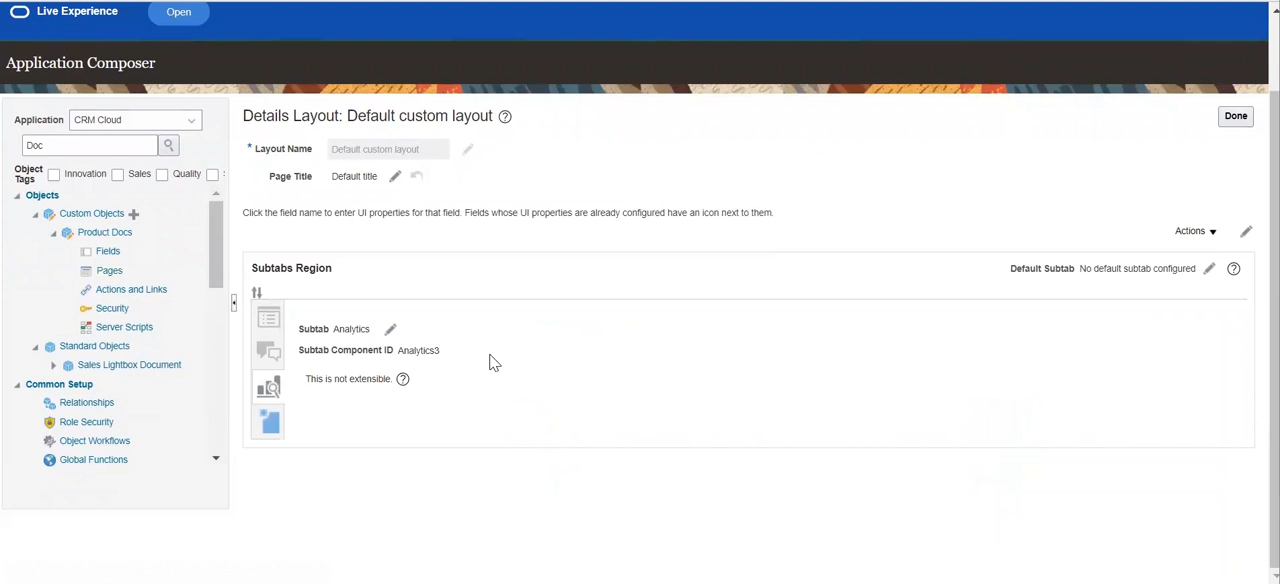 Live Experience
Open
Application Composer
Application CRM Cloud
Doc
Object Tags Innovation Sales Quality
Objects
Custom Objects
Product Docs
Fields
Pages
Actions and Links
Security
Server Scripts
Standard Objects
Sales Lightbox Document
Common Setup
Relationships
Role Security
Object Workflows
Global Functions
Details Layout: Default custom layout
Done
* Layout Name Default custom layout
Page Title Default title
Click the field name to enter UI properties for that field. Fields whose UI properties are already configured have an icon next to them.
Actions
Subtabs Region
Default Subtab No default subtab configured
Subtab Analytics
Subtab Component ID Analytics3
This is not extensible.